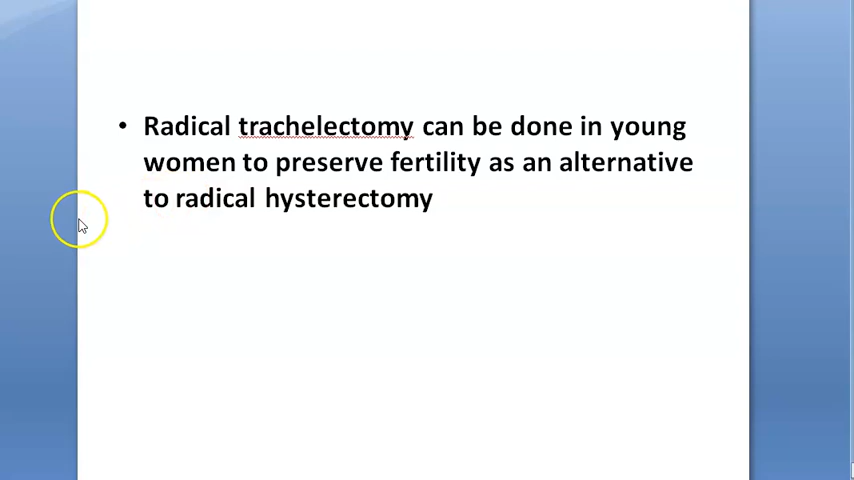 • Radical trachelectomy can be done in young
women to preserve fertility as an alternative
to radical hysterectomy